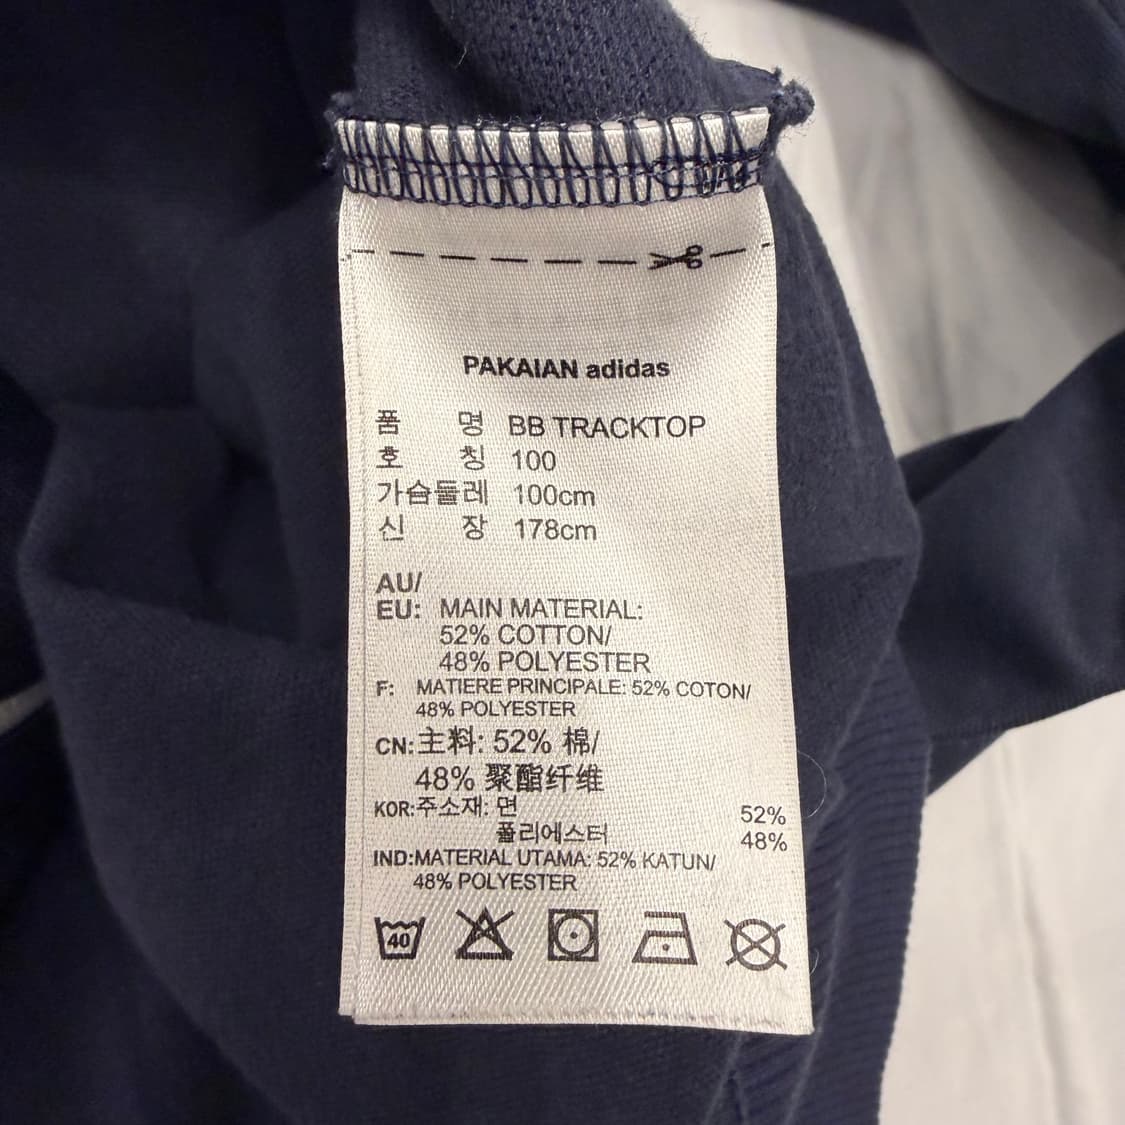 PAKAIAN adidas
품 명 BB TRACKTOP
호 칭 100
가슴둘레 100cm
신 장 178cm
AU/
EU: MAIN MATERIAL:
52% COTTON/
48% POLYESTER
F: MATIERE PRINCIPALE: 52% COTON/
48% POLYESTER
CN: 主料: 52% 棉/
48% 聚酯纤维
KOR: 주소재: 면 52%
폴리에스터 48%
IND: MATERIAL UTAMA: 52% KATUN/
48% POLYESTER
40